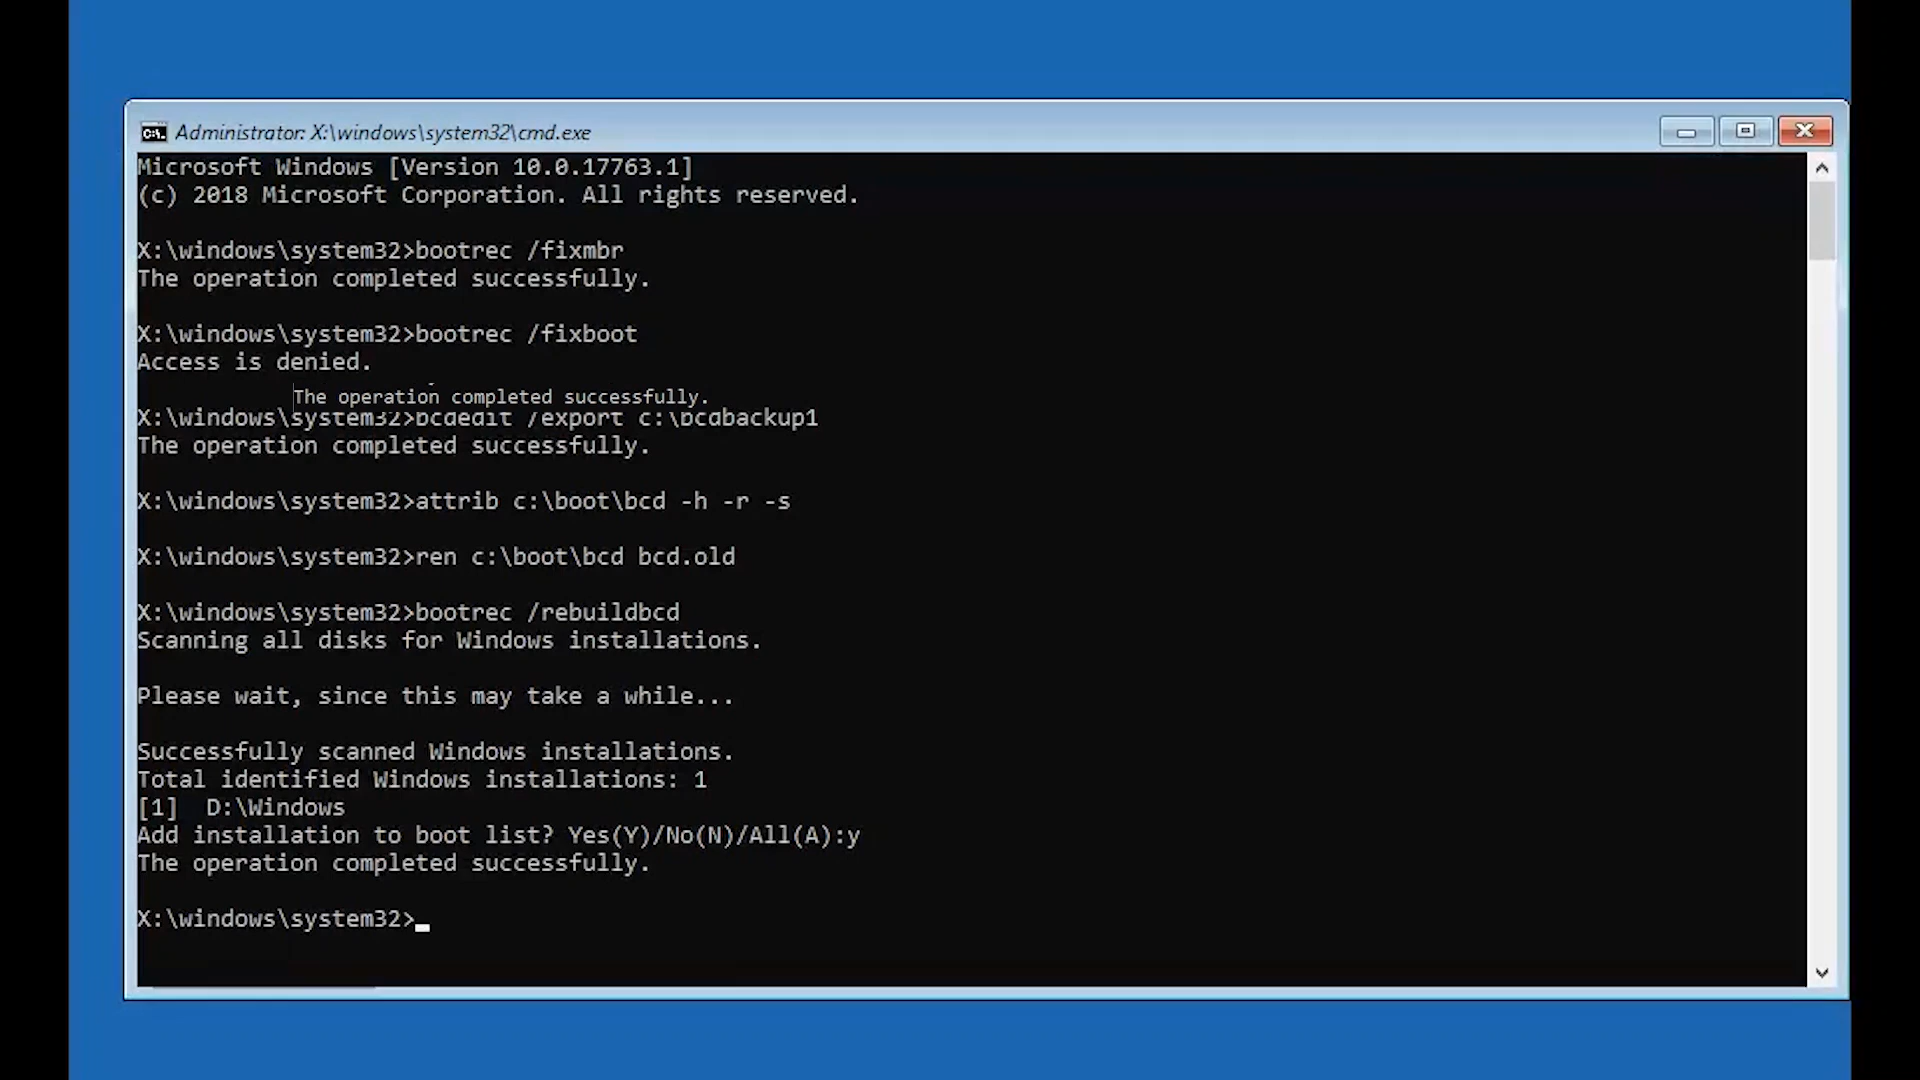 Administrator: X:\windows\system32\cmd.exe
Microsoft Windows [Version 10.0.17763.1]
(c) 2018 Microsoft Corporation. All rights reserved.
X:\windows\system32>bootrec /fixmbr
The operation completed successfully.
X:\windows\system32>bootrec /fixboot
Access is denied.
The operation completed successfully.
X:\windows\system32>bcdedit /export c:\bcdbackup1
The operation completed successfully.
X:\windows\system32>attrib c:\boot\bcd -h -r -s
X:\windows\system32>ren c:\boot\bcd bcd.old
X:\windows\system32>bootrec /rebuildbcd
Scanning all disks for Windows installations.
Please wait, since this may take a while...
Successfully scanned Windows installations.
Total identified Windows installations: 1
[1]  D:\Windows
Add installation to boot list? Yes(Y)/No(N)/All(A):y
The operation completed successfully.
X:\windows\system32>